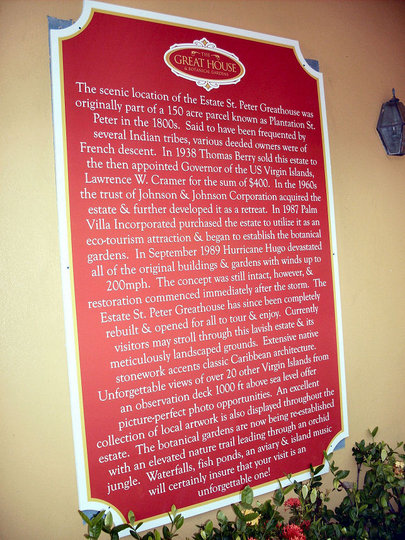 THE
GREAT HOUSE
& BOTANICAL GARDENS
The scenic location of the Estate St. Peter Greathouse was
originally part of a 150 acre parcel known as Plantation St.
Peter in the 1800s. Said to have been frequented by
several Indian tribes, various deeded owners were of
French descent. In 1938 Thomas Berry sold this estate to
the then appointed Governor of the US Virgin Islands,
Lawrence W. Cramer for the sum of $400. In the 1960s
the trust of Johnson & Johnson Corporation acquired the
estate & further developed it as a retreat. In 1987 Palm
Villa Incorporated purchased the estate to utilize it as an
eco-tourism attraction & began to establish the botanical
gardens. In September 1989 Hurricane Hugo devastated
all of the original buildings & gardens with winds up to
200mph. The concept was still intact, however, &
restoration commenced immediately after the storm. The
Estate St. Peter Greathouse has since been completely
rebuilt & opened for all to tour & enjoy. Currently
visitors may stroll through this lavish estate & its
meticulously landscaped grounds. Extensive native
stonework accents classic Caribbean architecture.
Unforgettable views of over 20 other Virgin Islands from
an observation deck 1000 ft above sea level offer
picture-perfect photo opportunities. An excellent
collection of local artwork is also displayed throughout the
estate. The botanical gardens are now being re-established
with an elevated nature trail leading through an orchid
jungle. Waterfalls, fish ponds, an aviary & island music
will certainly insure that your visit is an
unforgettable one!